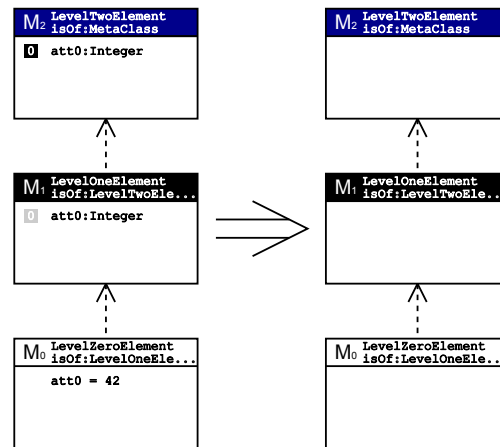 M2 LevelTwoElement
isOf:MetaClass
0 att0:Integer
M1 LevelOneElement
isOf:LevelTwoEle...
0 att0:Integer
M0 LevelZeroElement
isOf:LevelOneEle...
att0 = 42
M2 LevelTwoElement
isOf:MetaClass
M1 LevelOneElement
isOf:LevelTwoEle...
M0 LevelZeroElement
isOf:LevelOneEle...